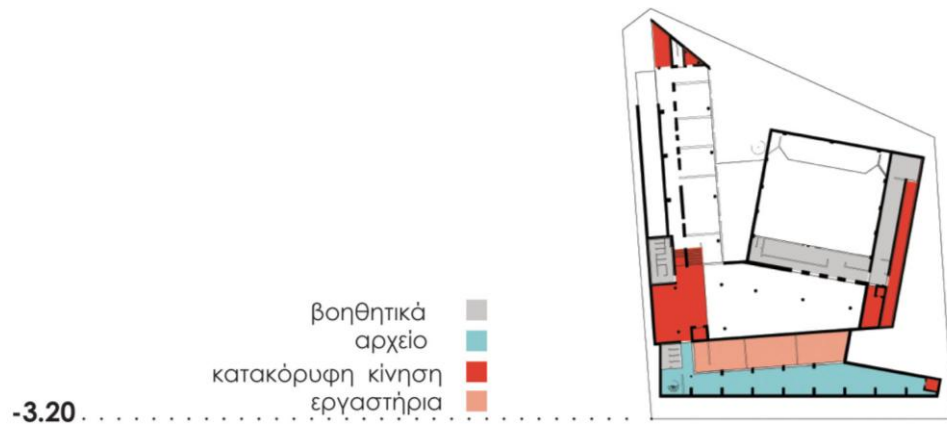 βοηθητικά
αρχείο
κατακόρυφη κίνηση
εργαστήρια
-3.20